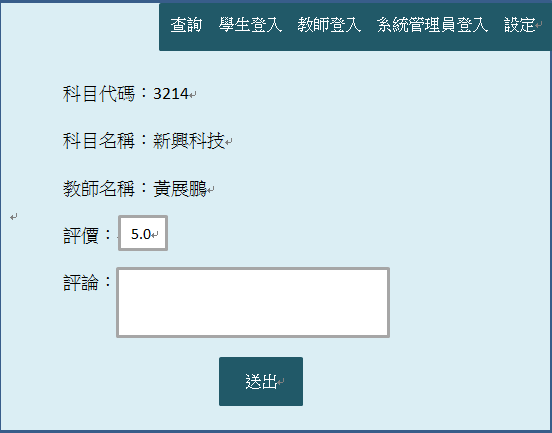 查詢 學生登入 教師登入 系統管理員登入 設定
科目代碼：3214
科目名稱：新興科技
教師名稱：黃展鵬
評價：5.0
評論：
送出